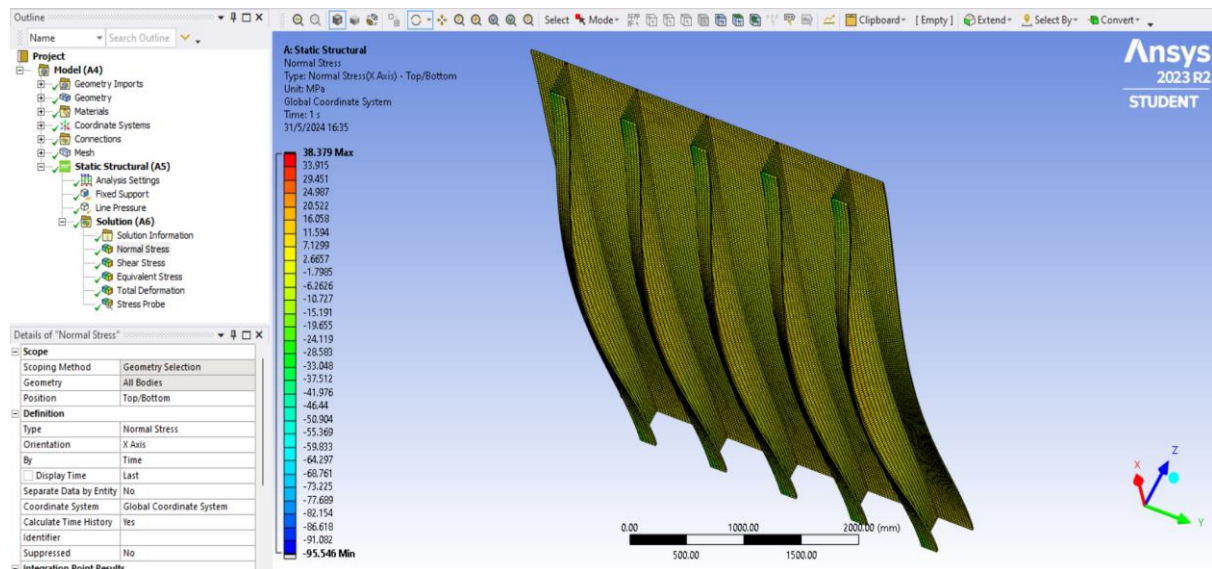 Outline
Name
Search Outline
Project
Model (A4)
Geometry Imports
Geometry
Materials
Coordinate Systems
Connections
Mesh
Static Structural (A5)
Analysis Settings
Fixed Support
Line Pressure
Solution (A6)
Solution Information
Normal Stress
Shear Stress
Equivalent Stress
Total Deformation
Stress Probe
Details of "Normal Stress"
Scope
Scoping Method Geometry Selection
Geometry All Bodies
Position Top/Bottom
Definition
Type Normal Stress
Orientation X Axis
By Time
Display Time Last
Separate Data by Entity No
Coordinate System Global Coordinate System
Calculate Time History Yes
Identifier
Suppressed No
Integration Point Results
Select Mode Clipboard [ Empty ] Extend Select By Convert
A: Static Structural
Normal Stress
Type: Normal Stress(X Axis) - Top/Bottom
Unit: MPa
Global Coordinate System
Time: 1 s
31/5/2024 16:35
38.379 Max
33.915
29.451
24.987
20.522
16.058
11.594
7.1299
2.6657
-1.7985
-6.2626
-10.727
-15.191
-19.655
-24.119
-28.583
-33.048
-37.512
-41.976
-46.44
-50.904
-55.369
-59.833
-64.297
-68.761
-73.225
-77.689
-82.154
-86.618
-91.082
-95.546 Min
Ansys
2023 R2
STUDENT
0.00 1000.00 2000.00 (mm)
500.00 1500.00
X
Z
Y